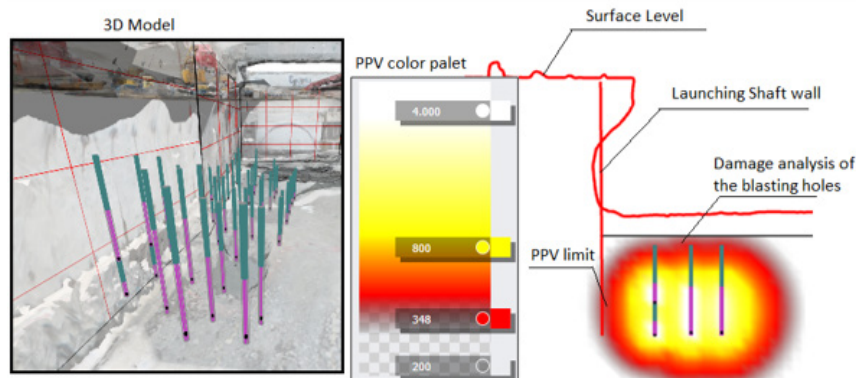 3D Model
PPV color palet
4.000
800
348
200
Surface Level
Launching Shaft wall
Damage analysis of
the blasting holes
PPV limit